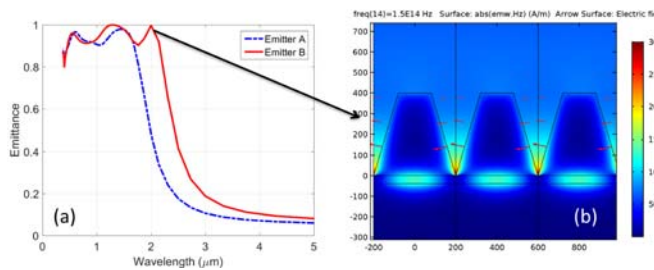 freq(14)=1.5E14 Hz Surface: abs(emw.Hz) (A/m) Arrow Surface: Electric fie
1
0.8
0.6
0.4
0.2
0
0 1 2 3 4 5
Emittance
Wavelength (μm)
Emitter A
Emitter B
(a)
700
600
500
400
300
200
100
0
-100
-200
-300
-200 0 200 400 600 800
(b)